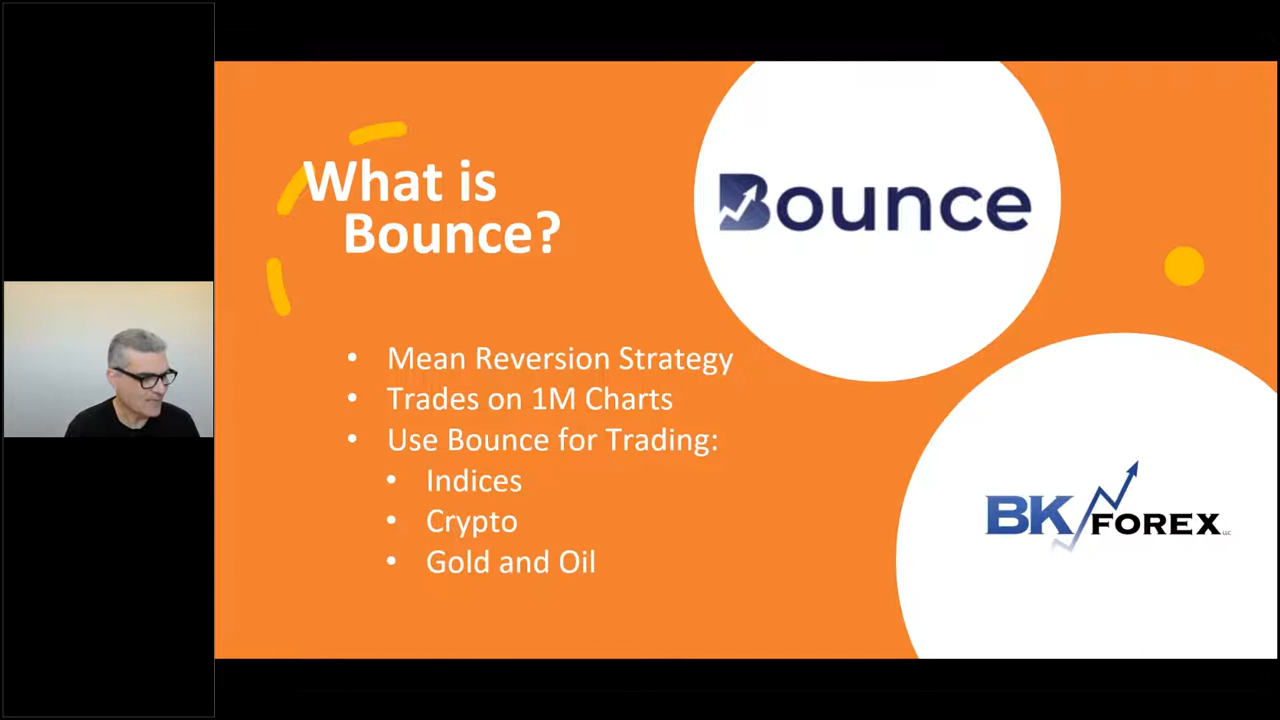 What is
Bounce?
Bounce
• Mean Reversion Strategy
• Trades on 1M Charts
• Use Bounce for Trading:
• Indices
• Crypto
• Gold and Oil
BK FOREX LLC